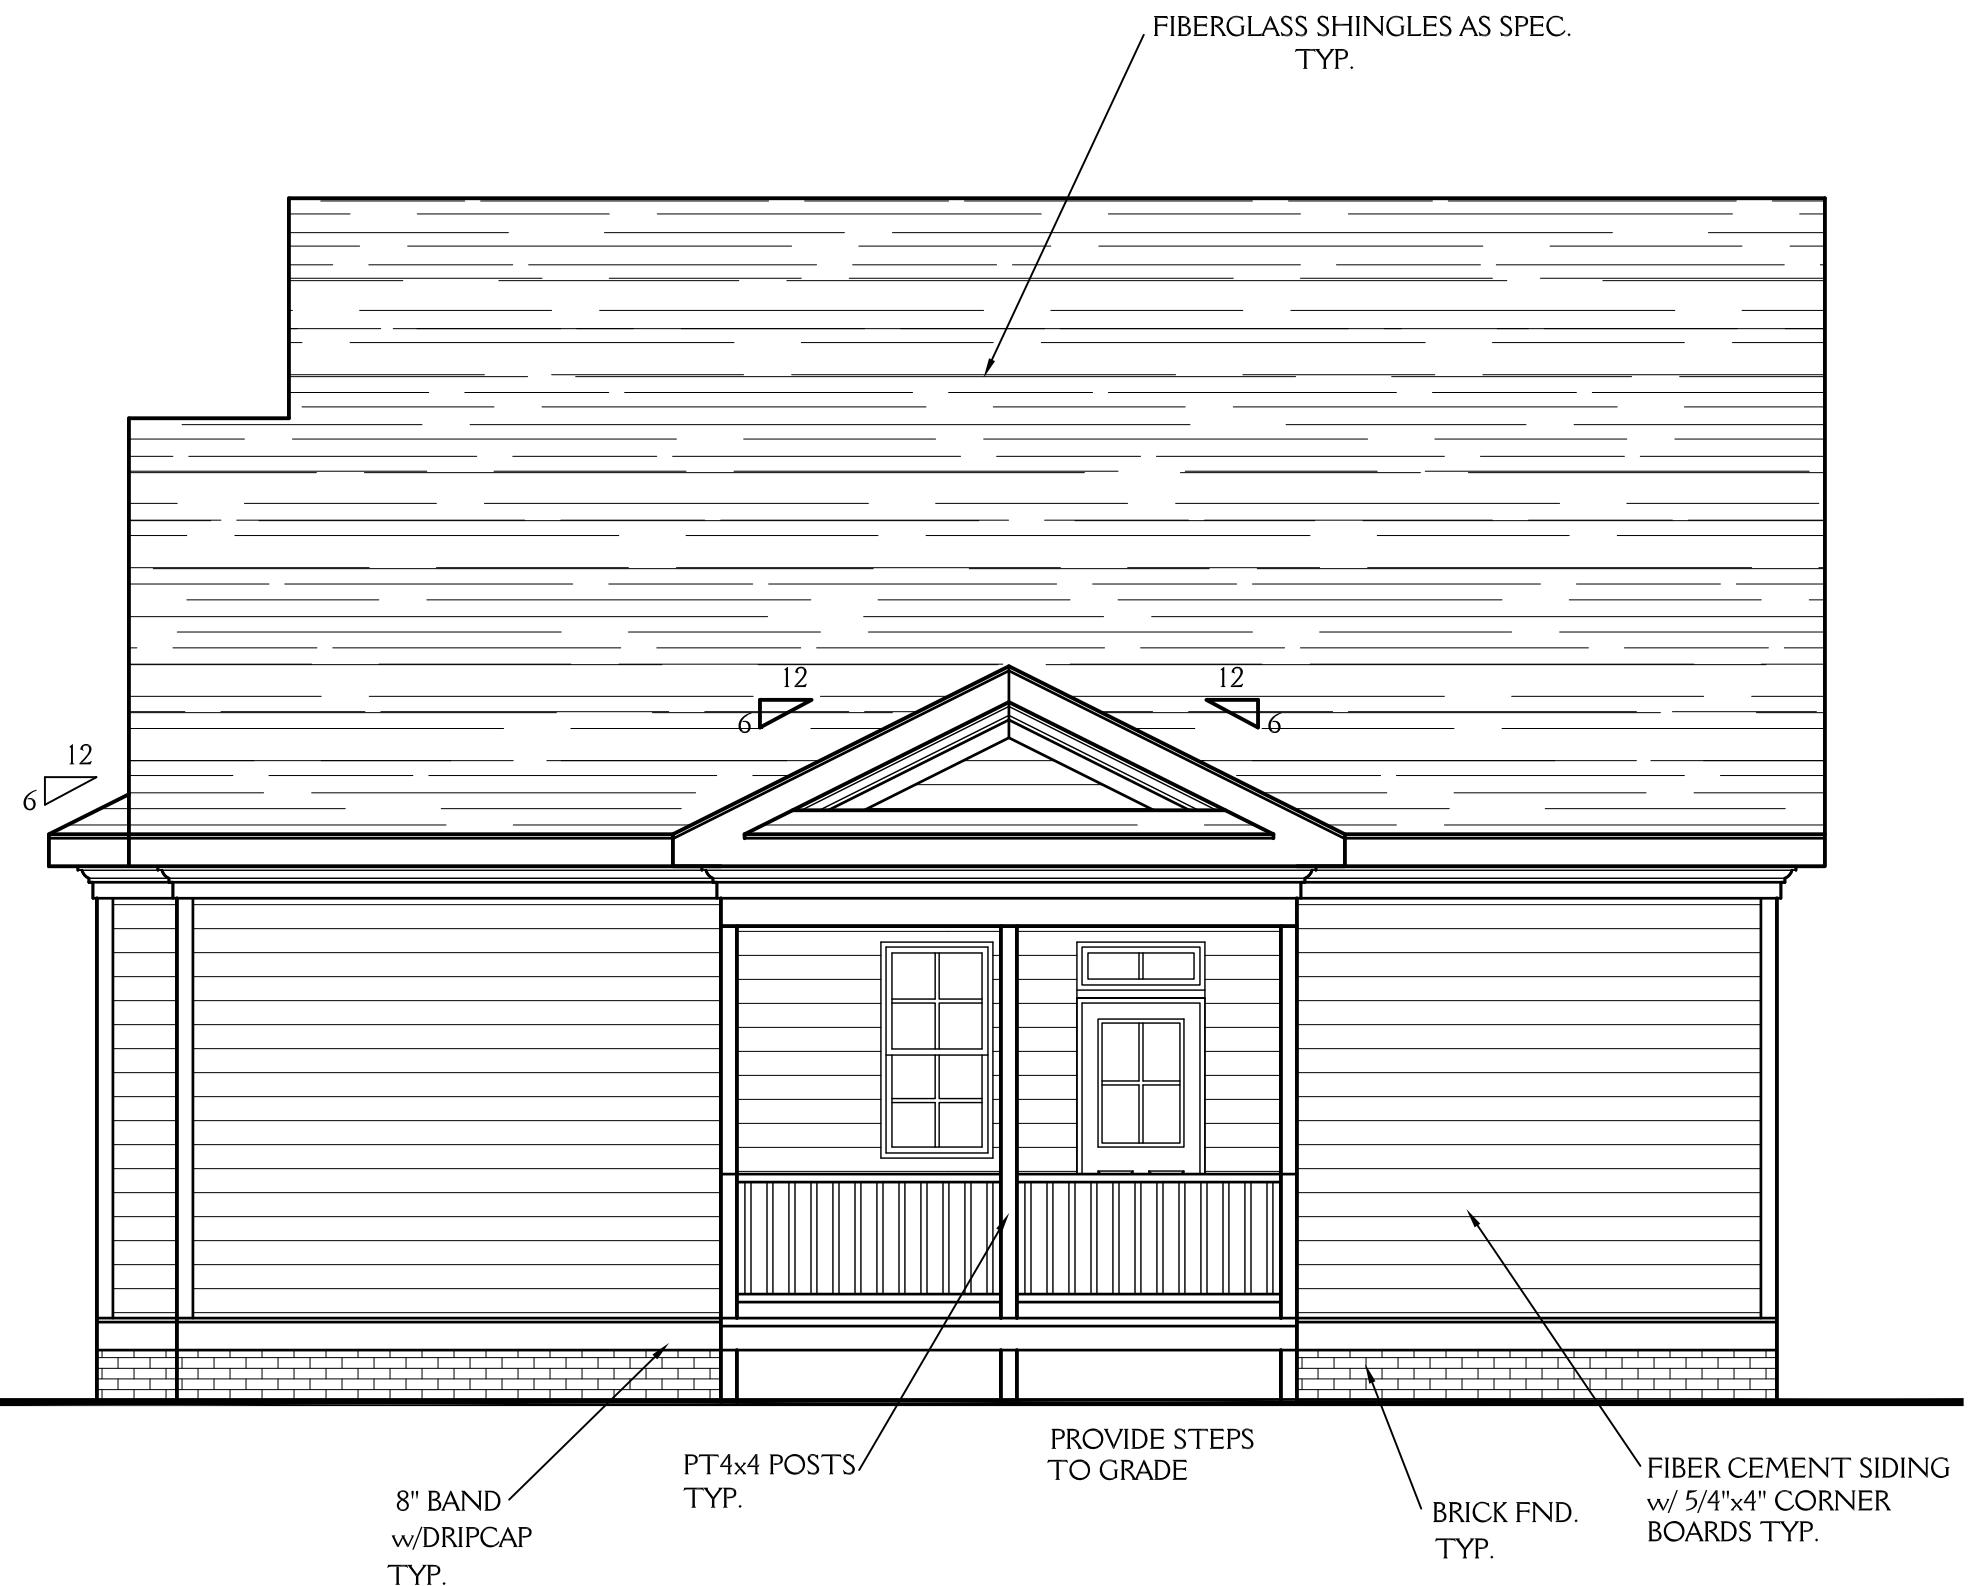 FIBERGLASS SHINGLES AS SPEC.
TYP.
12
12
6
6
12
6
PROVIDE STEPS
TO GRADE
PT4x4 POSTS
TYP.
FIBER CEMENT SIDING
w/ 5/4"x4" CORNER
BOARDS TYP.
8" BAND
w/DRIPCAP
TYP.
BRICK FND.
TYP.